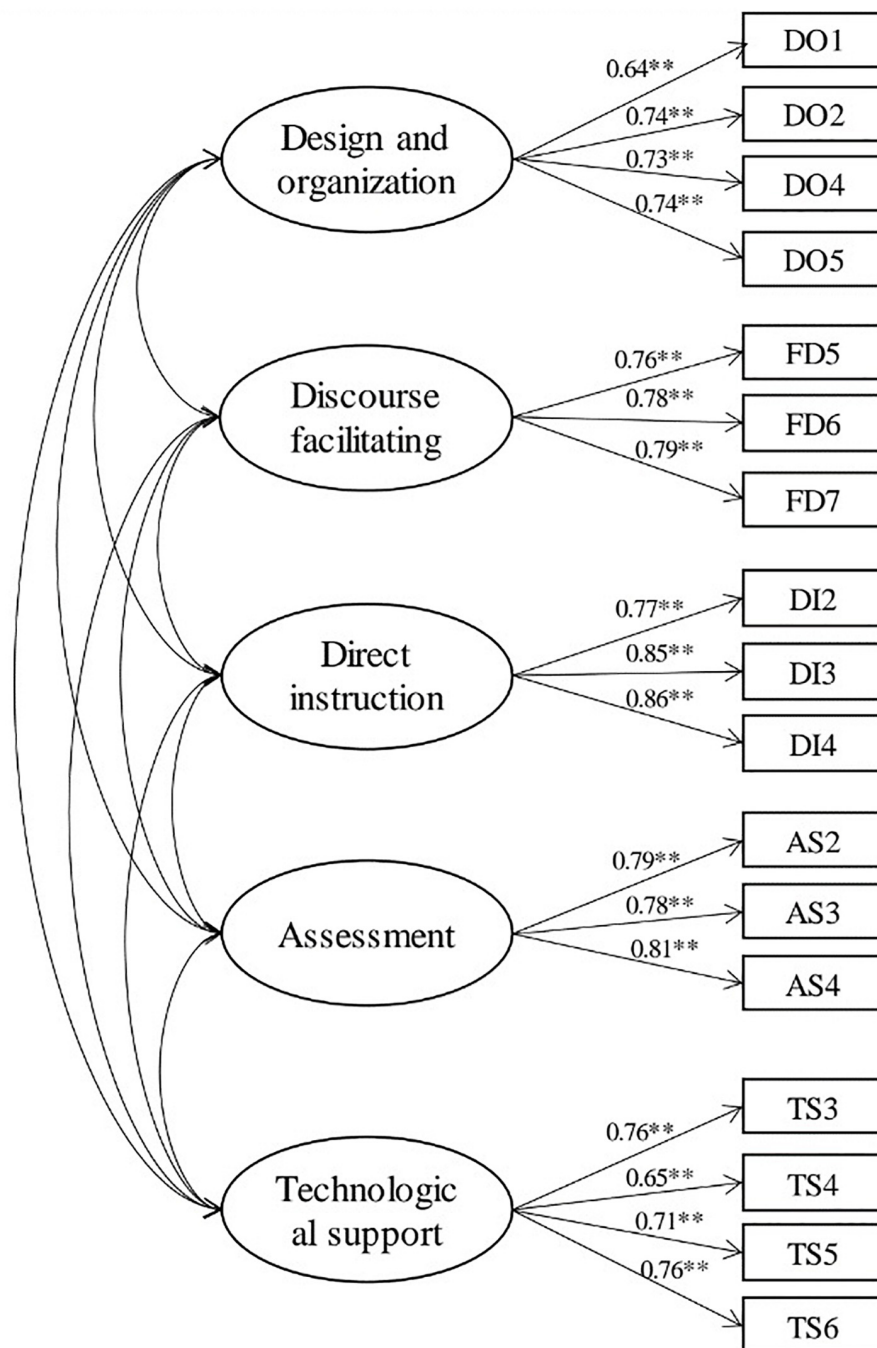 DO1
0.64**
Design and
organization
0.74**
DO2
0.73**
DO4
0.74**
DO5
Discourse
facilitating
0.76**
FD5
0.78**
FD6
0.79**
FD7
Direct
instruction
0.77**
DI2
0.85**
DI3
0.86**
DI4
Assessment
0.79**
AS2
0.78**
AS3
0.81**
AS4
Technologic
al support
0.76**
TS3
0.65**
TS4
0.71**
TS5
0.76**
TS6